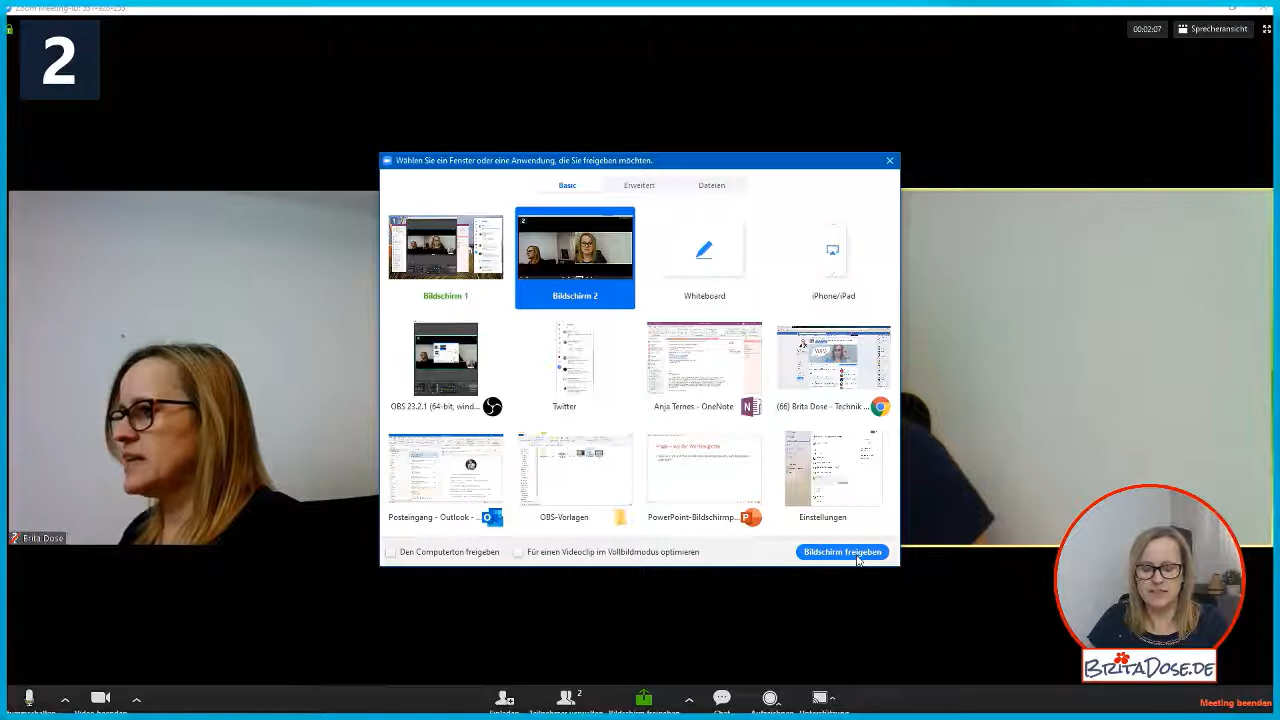 2
00:02:07
Sprecheransicht
Wählen Sie ein Fenster oder eine Anwendung, die Sie freigeben möchten.
Basic
Erweitert
Dateien
1
2
Bildschirm 1
Bildschirm 2
Whiteboard
iPhone/iPad
OBS 23.2.1 (64-bit, wind...
Twitter
Anja Ternes - OneNote
(66) Brita Dose - Technik ...
Posteingang - Outlook - ...
OBS-Vorlagen
PowerPoint-Bildschirmp...
Einstellungen
Brita Dose
Den Computerton freigeben
Für einen Videoclip im Vollbildmodus optimieren
Bildschirm freigeben
BRITADOSE.DE
2
Meeting beenden